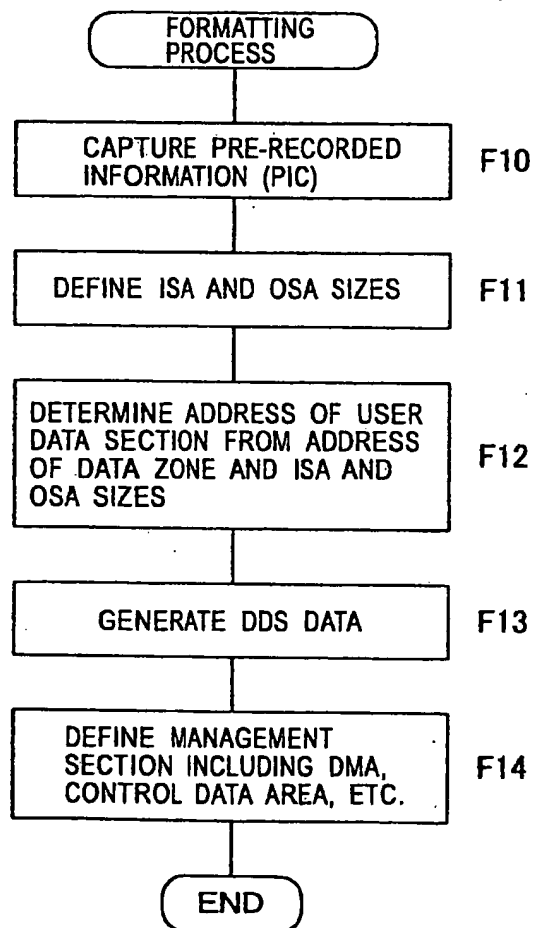 FORMATTING
PROCESS
CAPTURE PRE-RECORDED
INFORMATION (PIC)
F10
DEFINE ISA AND OSA SIZES
F11
DETERMINE ADDRESS OF USER
DATA SECTION FROM ADDRESS
OF DATA ZONE AND ISA AND
OSA SIZES
F12
GENERATE DDS DATA
F13
DEFINE MANAGEMENT
SECTION INCLUDING DMA,
CONTROL DATA AREA, ETC.
F14
END